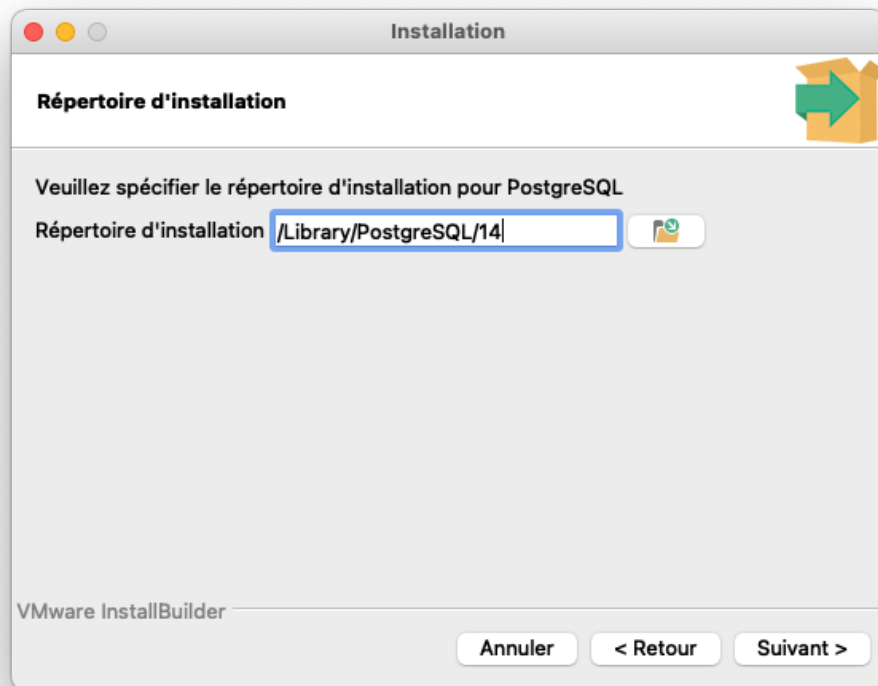 Installation
Répertoire d'installation
Veuillez spécifier le répertoire d'installation pour PostgreSQL
Répertoire d'installation /Library/PostgreSQL/14
VMware InstallBuilder
Annuler < Retour Suivant >